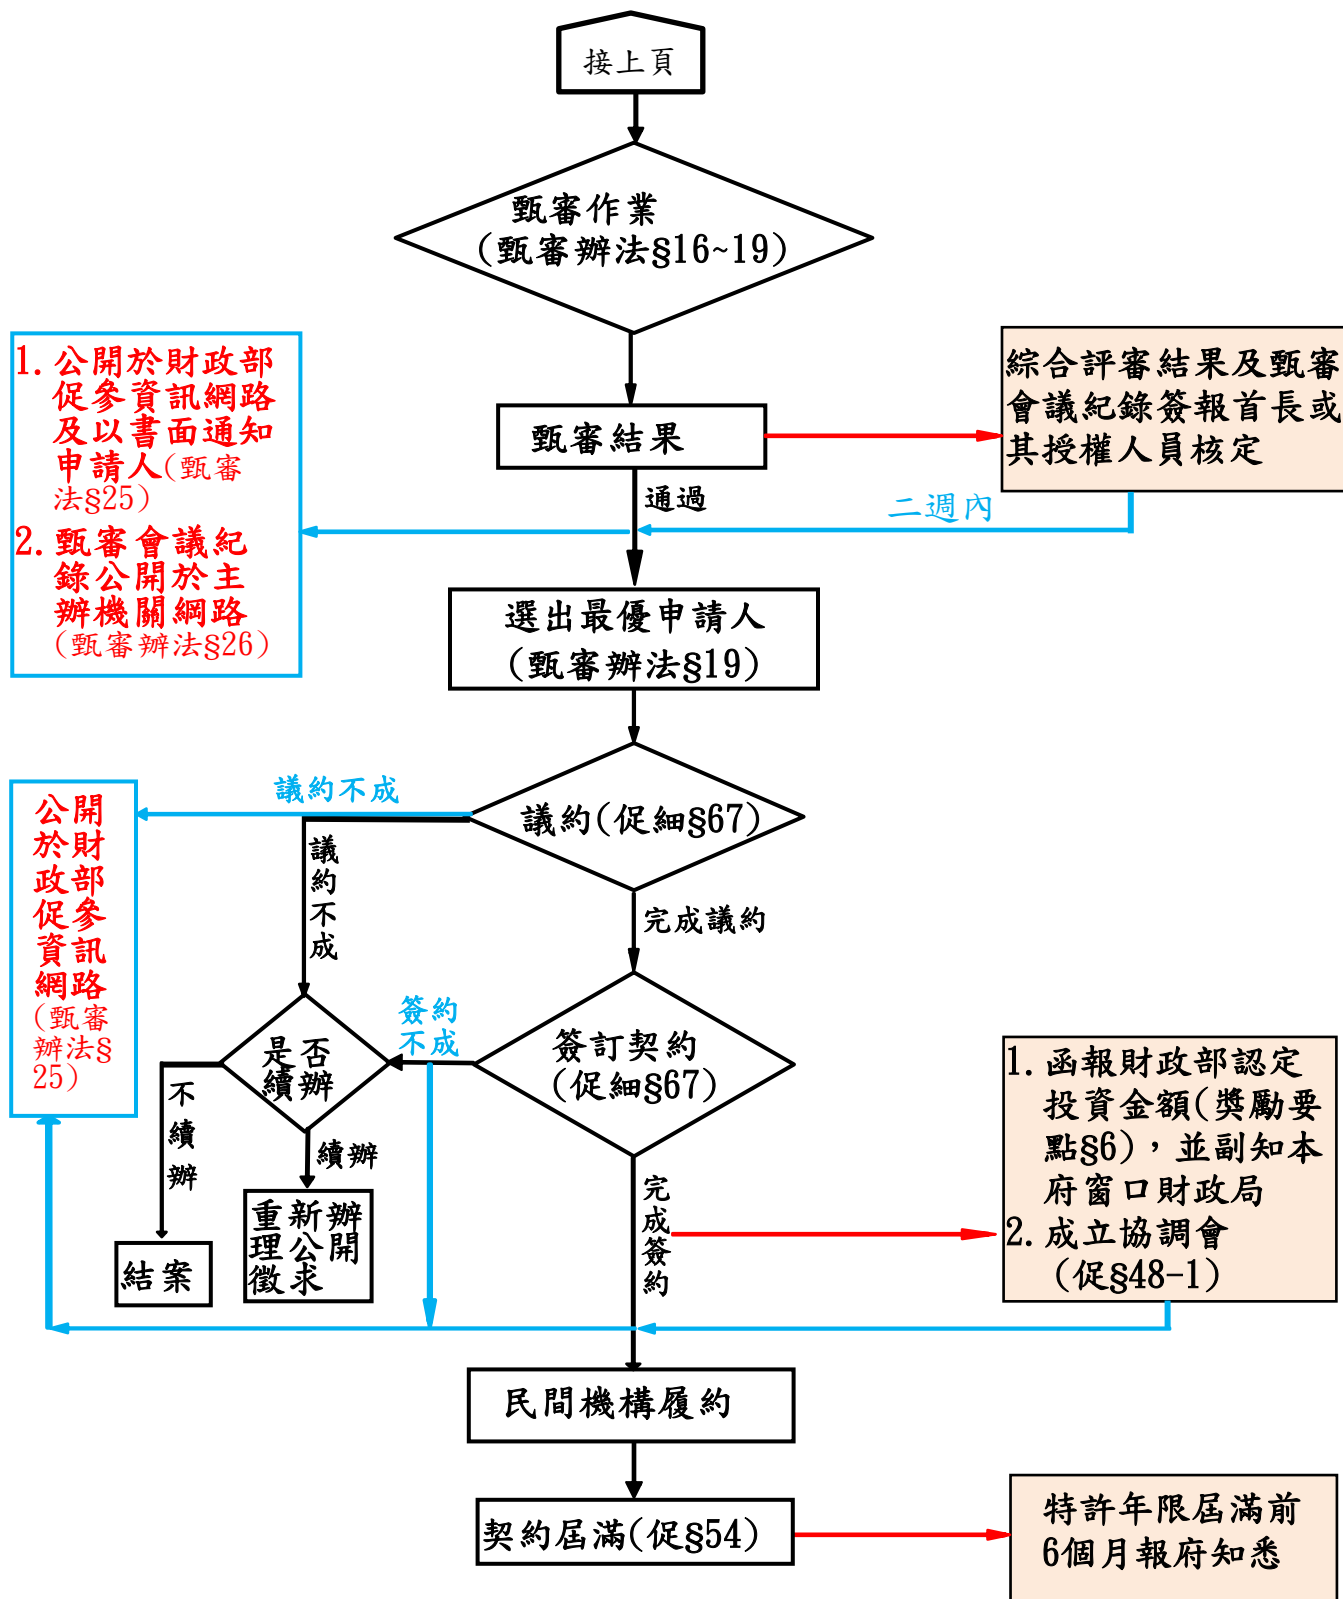 接上頁
甄審作業
(甄審辦法§16~19)
1. 公開於財政部
促參資訊網路
及以書面通知
申請人(甄審
法§25)
2. 甄審會議紀
錄公開於主
辦機關網路
(甄審辦法§26)
綜合評審結果及甄審
會議紀錄簽報首長或
其授權人員核定
甄審結果
通過
二週內
選出最優申請人
(甄審辦法§19)
公開
於財
政部
促參
資訊
網路
(甄審
辦法§
25)
議約不成
議約(促細§67)
議約不成
完成議約
簽約
不成
是否
續辦
簽訂契約
(促細§67)
不續辦
續辦
結案
重新辦
理公開
徵求
完成簽約
1. 函報財政部認定
投資金額(獎勵要
點§6)，並副知本
府窗口財政局
2. 成立協調會
(促§48-1)
民間機構履約
契約屆滿(促§54)
特許年限屆滿前
6個月報府知悉